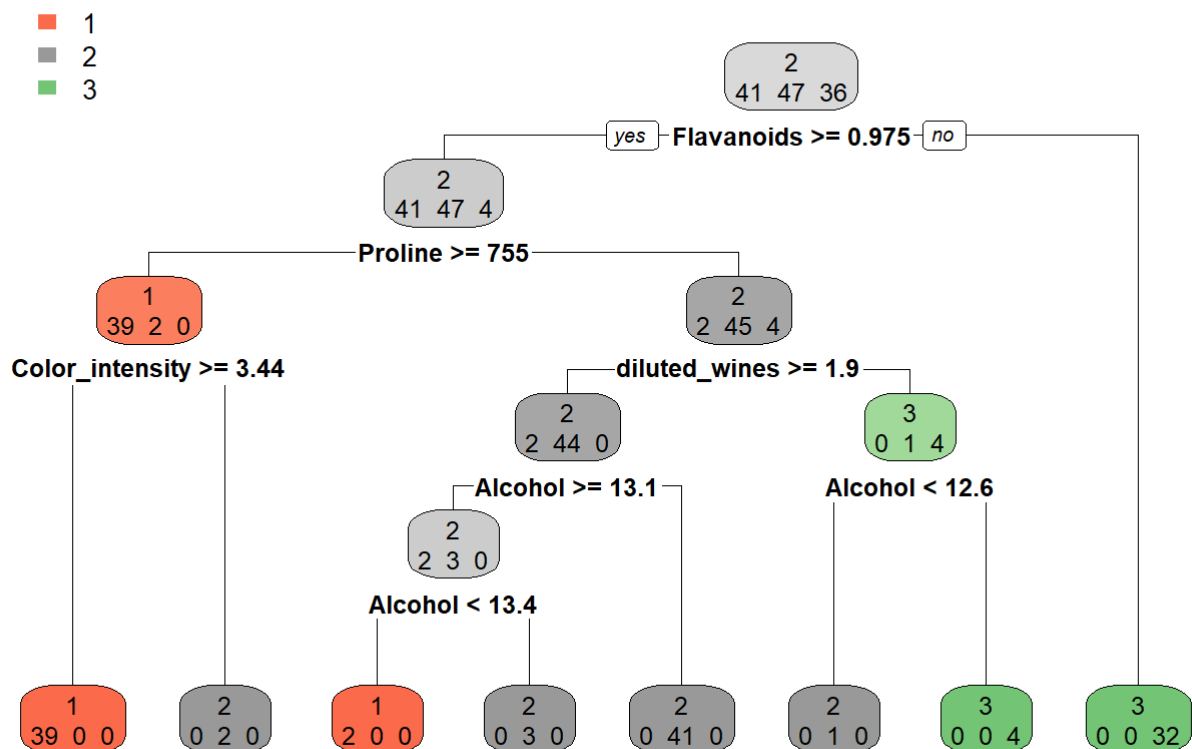 1
2
3
2
41 47 36
yes Flavanoids >= 0.975 no
2
41 47 4
Proline >= 755
1
39 2 0
2
2 45 4
Color_intensity >= 3.44
diluted_wines >= 1.9
2
2 44 0
3
0 1 4
Alcohol >= 13.1
Alcohol < 12.6
2
2 3 0
Alcohol < 13.4
1
39 0 0
2
0 2 0
1
2 0 0
2
0 3 0
2
0 41 0
2
0 1 0
3
0 0 4
3
0 0 32